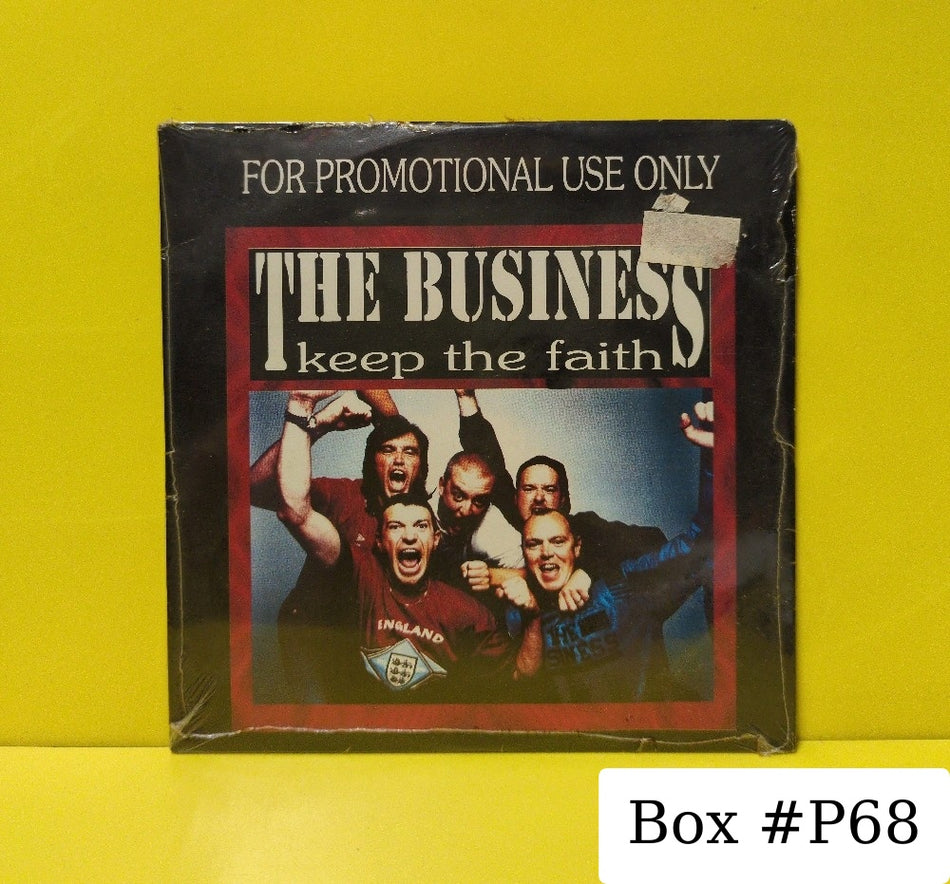 FOR PROMOTIONAL USE ONLY
THE BUSINESS
keep the faith
ENGLAND
Box #P68